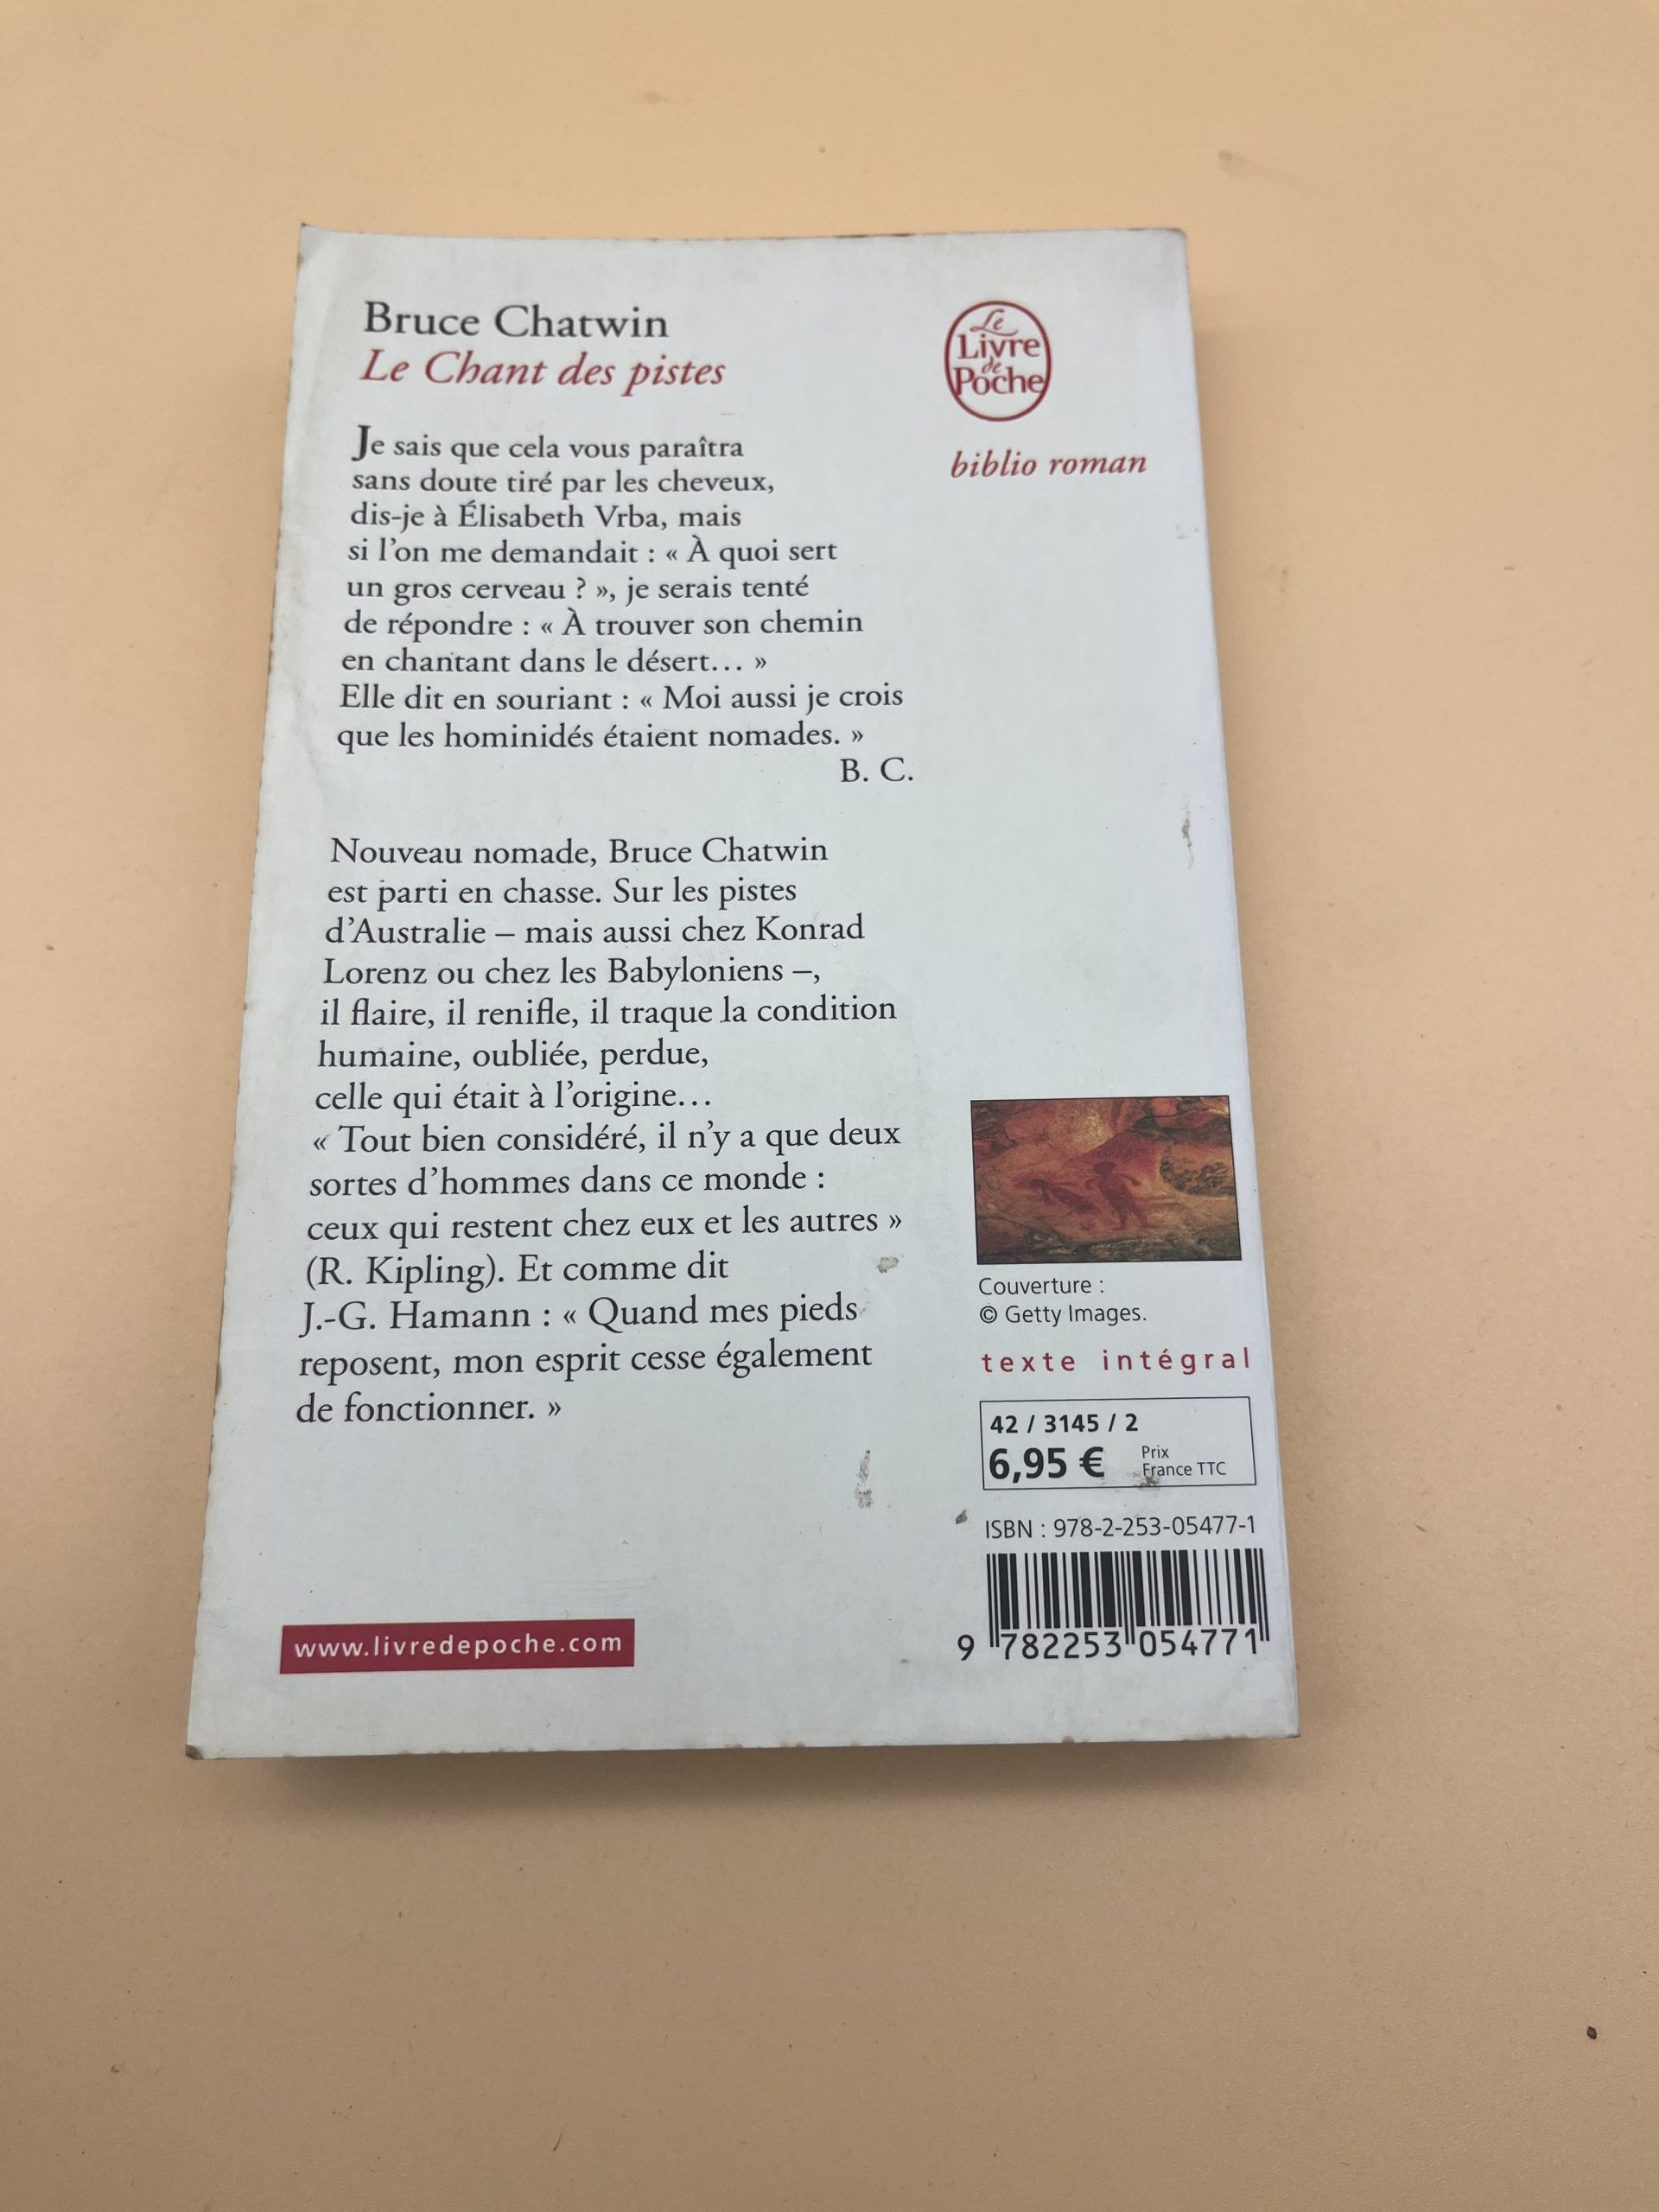 Bruce Chatwin
Le Chant des pistes
Je sais que cela vous paraîtra
sans doute tiré par les cheveux,
dis-je à Élisabeth Vrba, mais
si l’on me demandait : « À quoi sert
un gros cerveau ? », je serais tenté
de répondre : « À trouver son chemin
en chantant dans le désert… »
Elle dit en souriant : « Moi aussi je crois
que les hominidés étaient nomades. »
B. C.
Nouveau nomade, Bruce Chatwin
est parti en chasse. Sur les pistes
d’Australie – mais aussi chez Konrad
Lorenz ou chez les Babyloniens –,
il flaire, il renifle, il traque la condition
humaine, oubliée, perdue,
celle qui était à l’origine…
« Tout bien considéré, il n’y a que deux
sortes d’hommes dans ce monde :
ceux qui restent chez eux et les autres »
(R. Kipling). Et comme dit
J.-G. Hamann : « Quand mes pieds
reposent, mon esprit cesse également
de fonctionner. »
www.livredepoche.com
Le
Livre
de
Poche
biblio roman
Couverture :
© Getty Images.
texte intégral
42 / 3145 / 2
6,95 € Prix
France TTC
ISBN : 978-2-253-05477-1
9 782253 054771